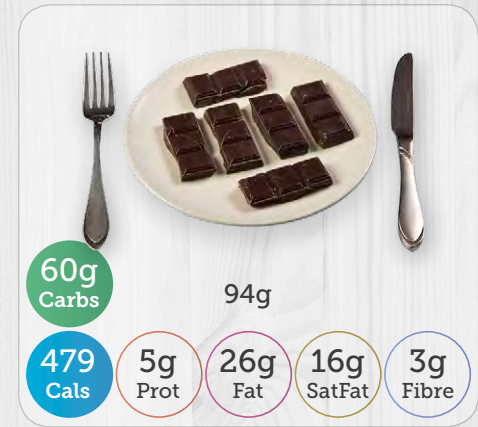 60g
Carbs
94g
479
Cals
5g
Prot
26g
Fat
16g
SatFat
3g
Fibre